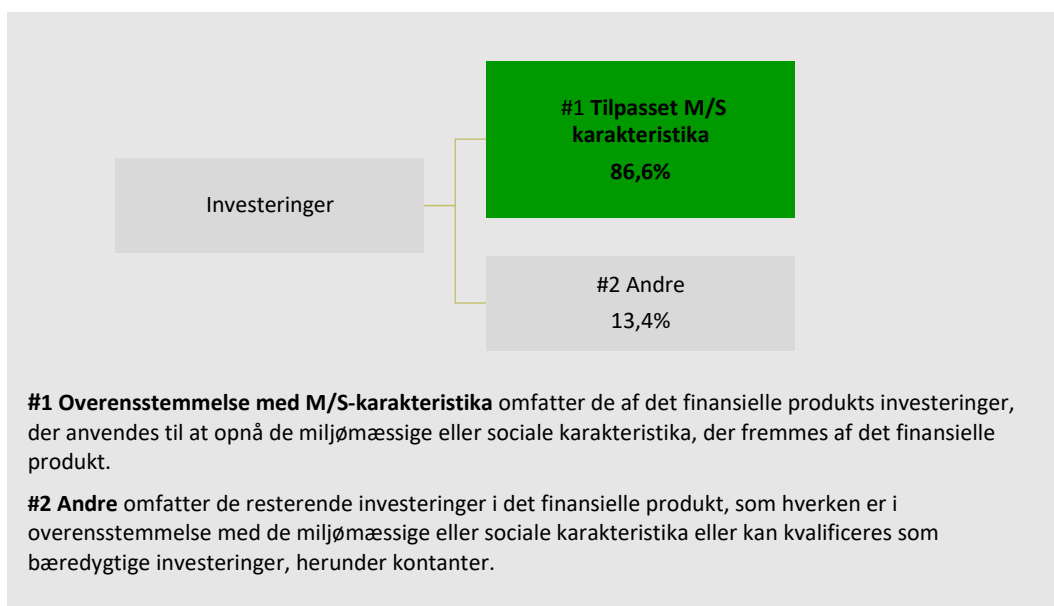 #1 Tilpasset M/S
karakteristika
86,6%
Investeringer
#2 Andre
13,4%
#1 Overensstemmelse med M/S-karakteristika omfatter de af det finansielle produkts investeringer,
der anvendes til at opnå de miljømæssige eller sociale karakteristika, der fremmes af det finansielle
produkt.
#2 Andre omfatter de resterende investeringer i det finansielle produkt, som hverken er i
overensstemmelse med de miljømæssige eller sociale karakteristika eller kan kvalificeres som
bæredygtige investeringer, herunder kontanter.